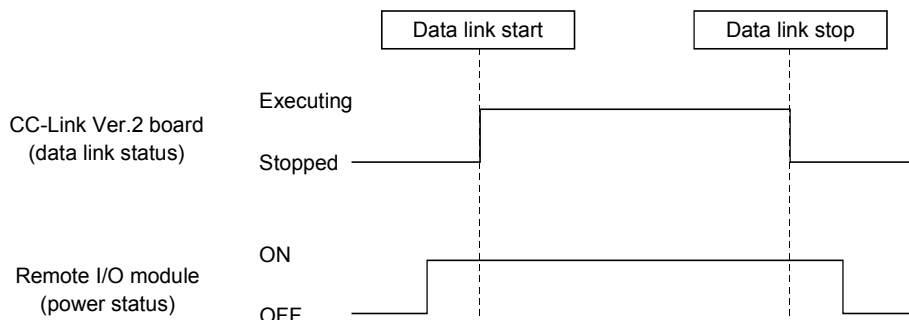 Data link start
Data link stop
Executing
CC-Link Ver.2 board
(data link status)
Stopped
ON
Remote I/O module
(power status)
OFF